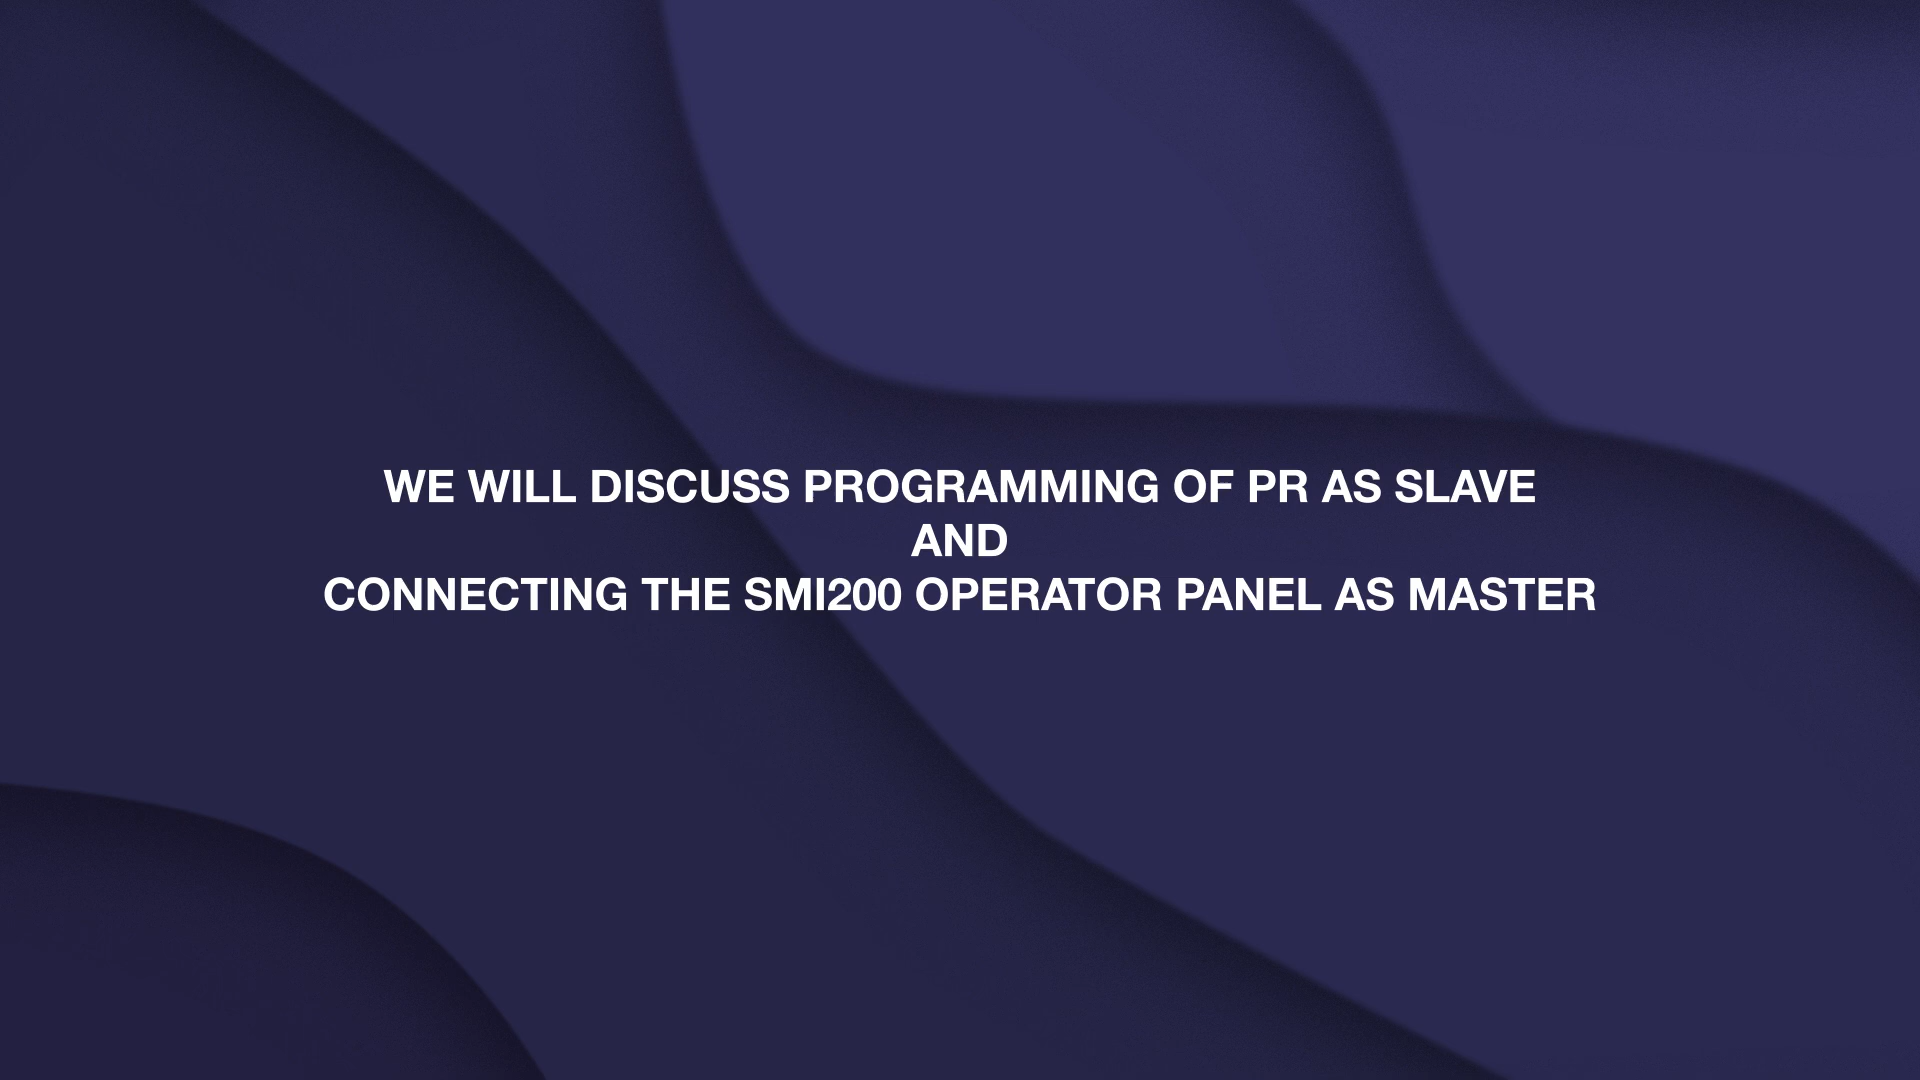 WE WILL DISCUSS PROGRAMMING OF PR AS SLAVE
AND
CONNECTING THE SMI200 OPERATOR PANEL AS MASTER